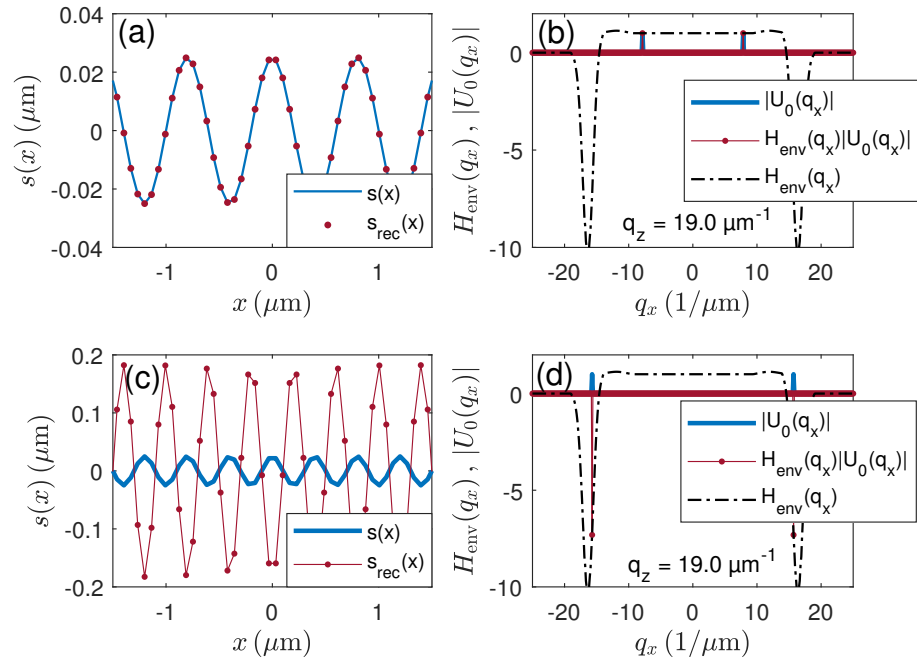 (a)
0.04
0.02
0
-0.02
-0.04
s(x) (μm)
s(x)
s_rec(x)
-1 0 1
x (μm)
(b)
0
-5
-10
H_env(q_x) , |U_0(q_x)|
|U_0(q_x)|
H_env(q_x)|U_0(q_x)|
H_env(q_x)
q_z = 19.0 μm^-1
-20 -10 0 10 20
q_x (1/μm)
(c)
0.2
0.1
0
-0.1
-0.2
s(x) (μm)
s(x)
s_rec(x)
-1 0 1
x (μm)
(d)
0
-5
-10
H_env(q_x) , |U_0(q_x)|
|U_0(q_x)|
H_env(q_x)|U_0(q_x)|
H_env(q_x)
q_z = 19.0 μm^-1
-20 -10 0 10 20
q_x (1/μm)